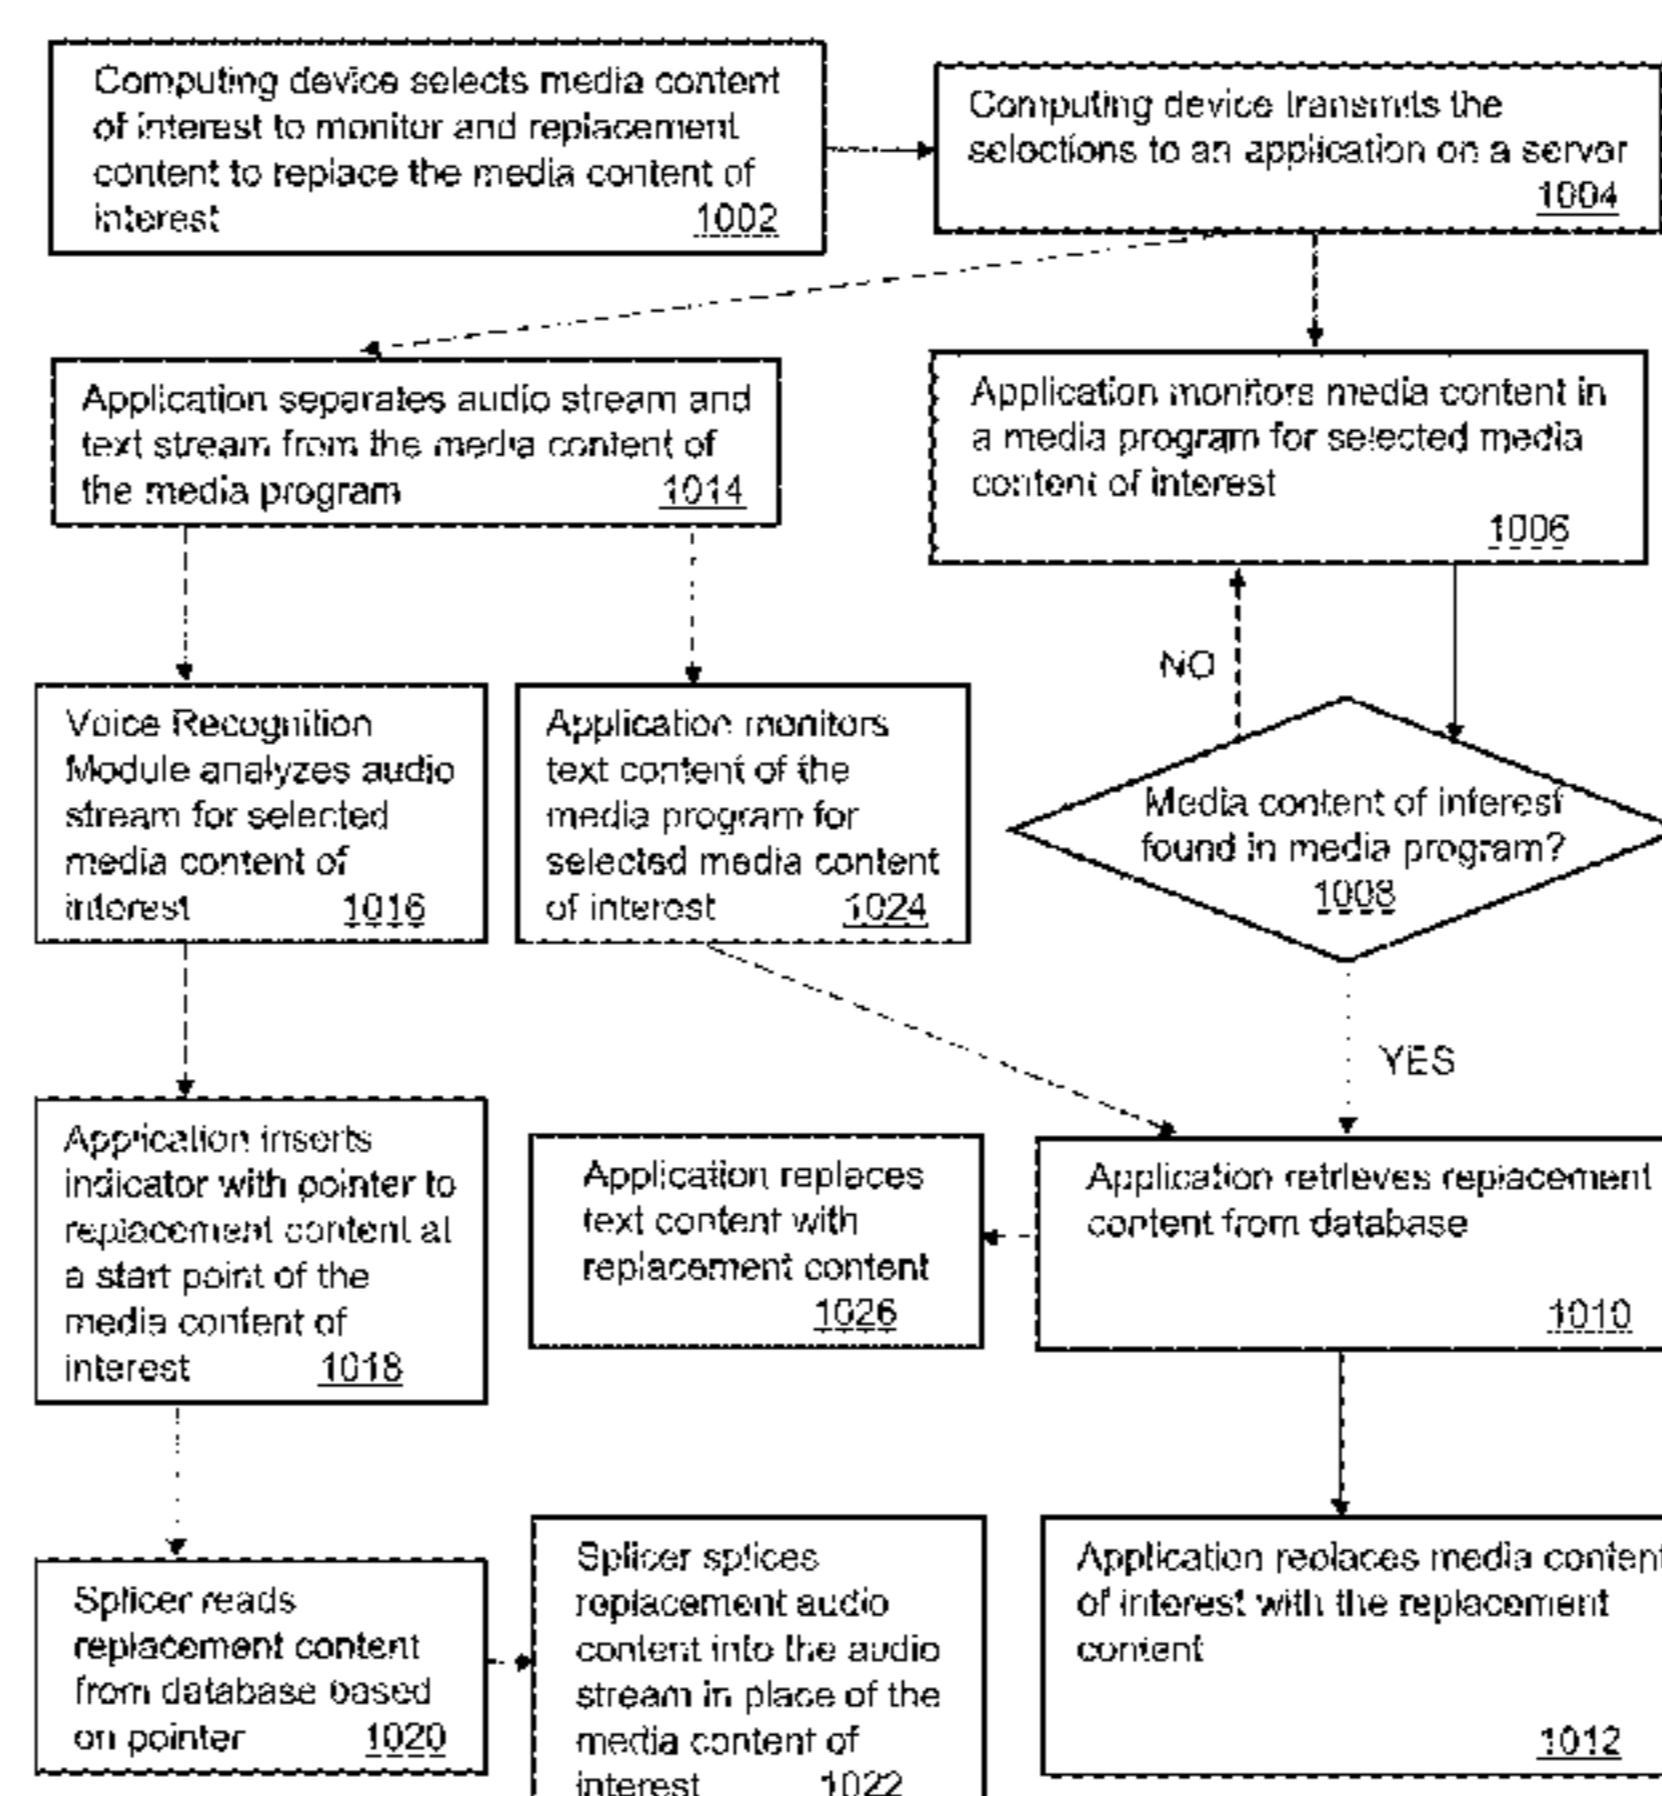 Computing device selects media content
of interest to monitor and replacement
content to replace the media content of
interest 1002
Computing device transmits the
selections to an application on a server
1004
Application separates audio stream and
text stream from the media content of
the media program 1014
Application monitors media content in
a media program for selected media
content of interest
1006
NO
Voice Recognition
Module analyzes audio
stream for selected
media content of
interest 1016
Application monitors
text content of the
media program for
selected media content
of interest 1024
Media content of interest
found in media program?
1008
YES
Application inserts
indicator with pointer to
replacement content at
a start point of the
media content of
interest 1018
Application replaces
text content with
replacement content
1026
Application retrieves replacement
content from database
1010
Splicer reads
replacement content
from database based
on pointer 1020
Splicer splices
replacement audio
content into the audio
stream in place of the
media content of
interest 1022
Application replaces media content
of interest with the replacement
content
1012